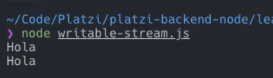 ~/Code/Platzi/platzi-backend-node/lea
❯ node writable-stream.js
Hola
Hola